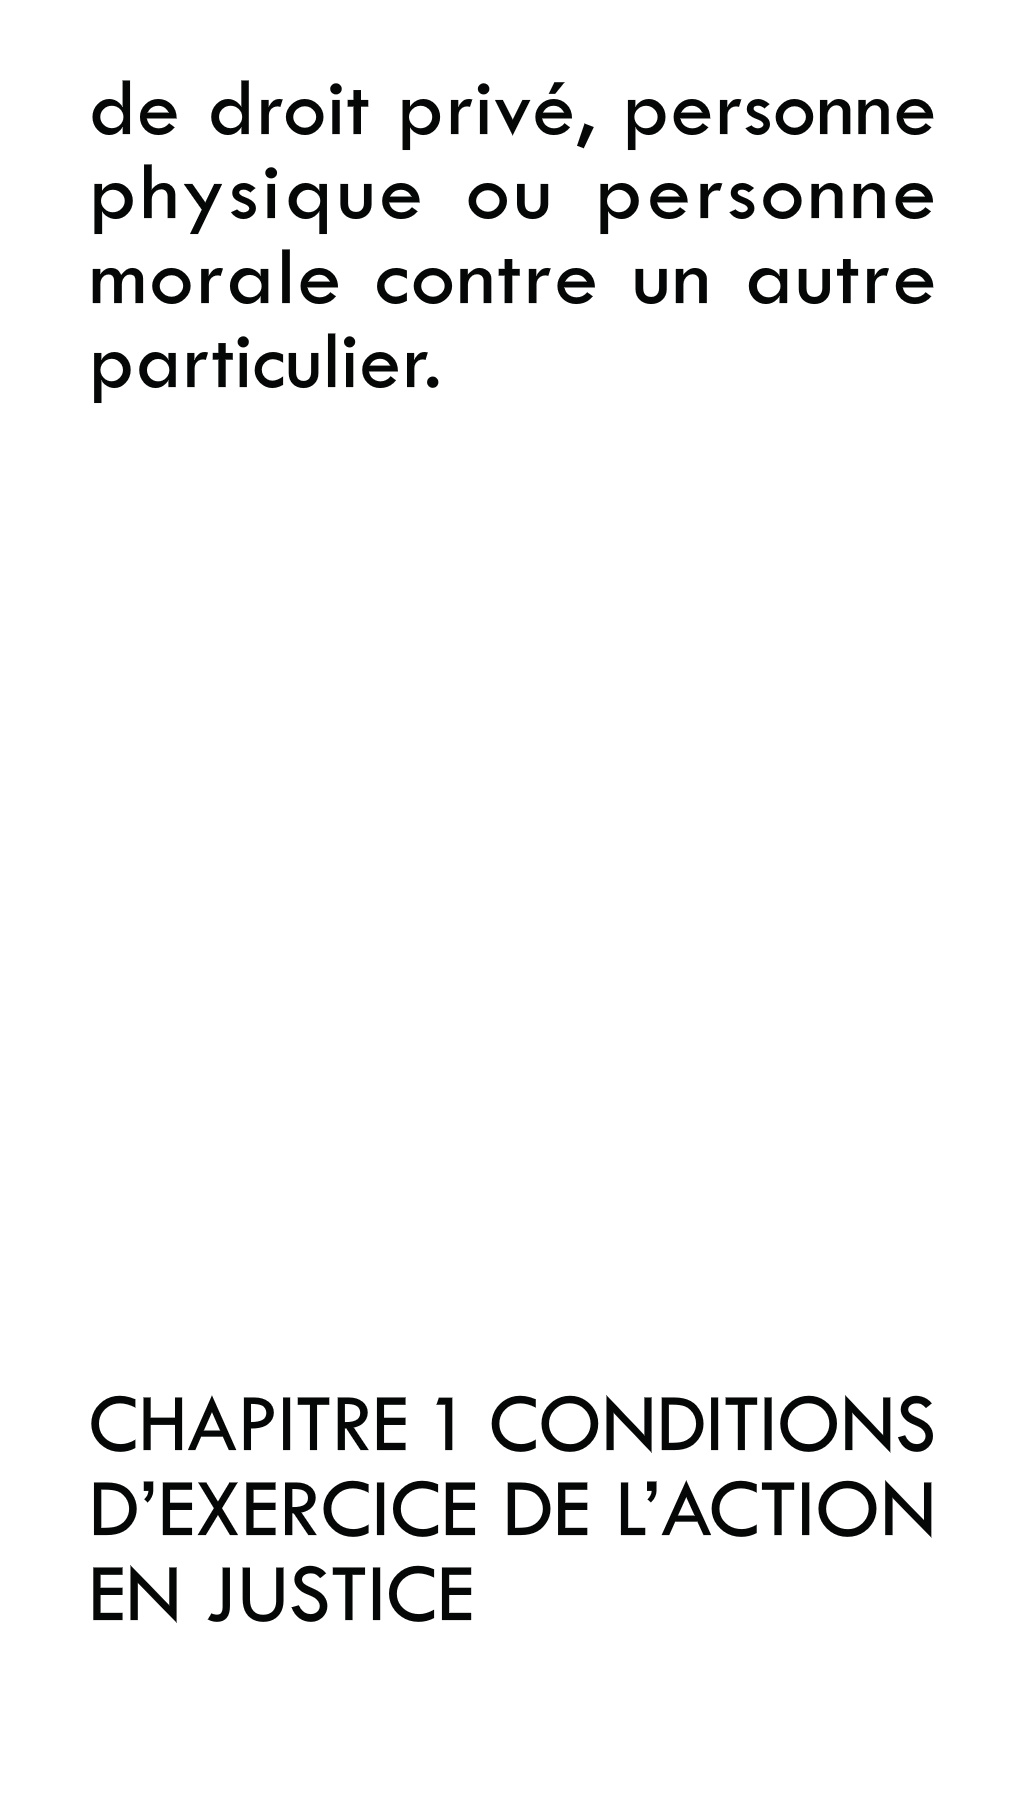 de droit privé, personne
physique ou personne
morale contre un autre
particulier.
CHAPITRE 1 CONDITIONS
D’EXERCICE DE L’ACTION
EN JUSTICE